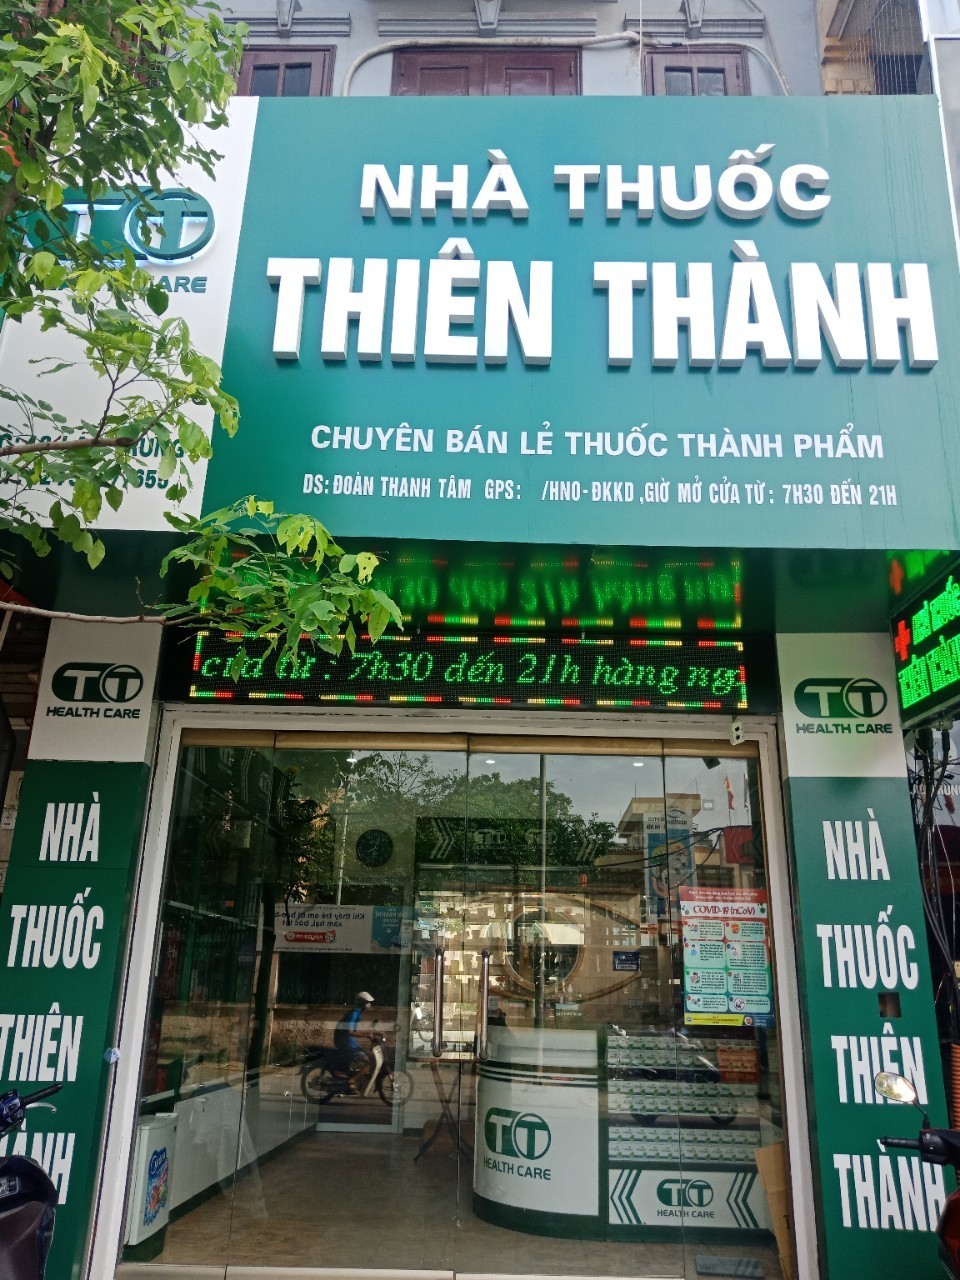 NHÀ THUỐC
THIÊN THÀNH
CHUYÊN BÁN LẺ THUỐC THÀNH PHẨM
DS: ĐOÀN THANH TÂM GPS: /HNO-ĐKKD ,GIỜ MỞ CỬA TỪ : 7H30 ĐẾN 21H
TT
CARE
cửa từ : 7h30 đến 21h hàng ng
TT
HEALTH CARE
NHÀ
THUỐC
THIÊN
THÀNH
TT
HEALTH CARE
NHÀ
THUỐC
THIÊN
THÀNH
COVID-19 (nCoV)
TT
HEALTH CARE
TT
HEALTH CARE